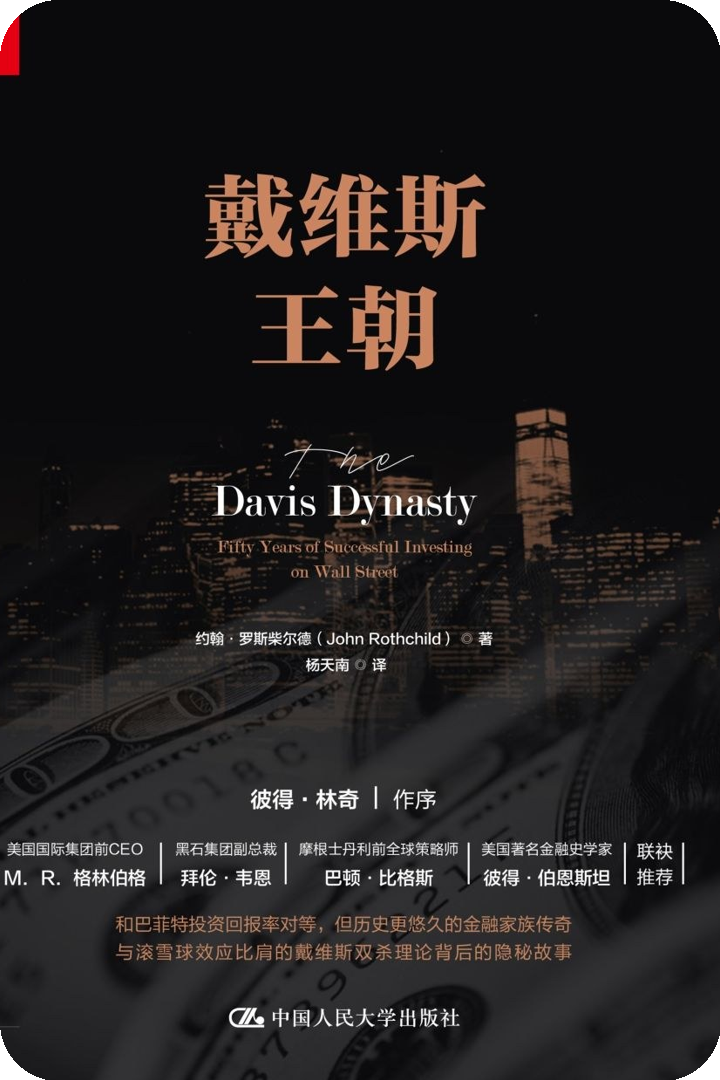 戴维斯
王朝
The
Davis Dynasty
Fifty Years of Successful Investing
on Wall Street
约翰·罗斯柴尔德（John Rothchild）◎ 著
杨天南 ◎ 译
彼得·林奇 | 作序
美国国际集团前CEO | 黑石集团副总裁 | 摩根士丹利前全球策略师 | 美国著名金融史学家 | 联袂
M. R. 格林伯格 | 拜伦·韦恩 | 巴顿·比格斯 | 彼得·伯恩斯坦 | 推荐
和巴菲特投资回报率对等，但历史更悠久的金融家族传奇
与滚雪球效应比肩的戴维斯双杀理论背后的隐秘故事
中国人民大学出版社